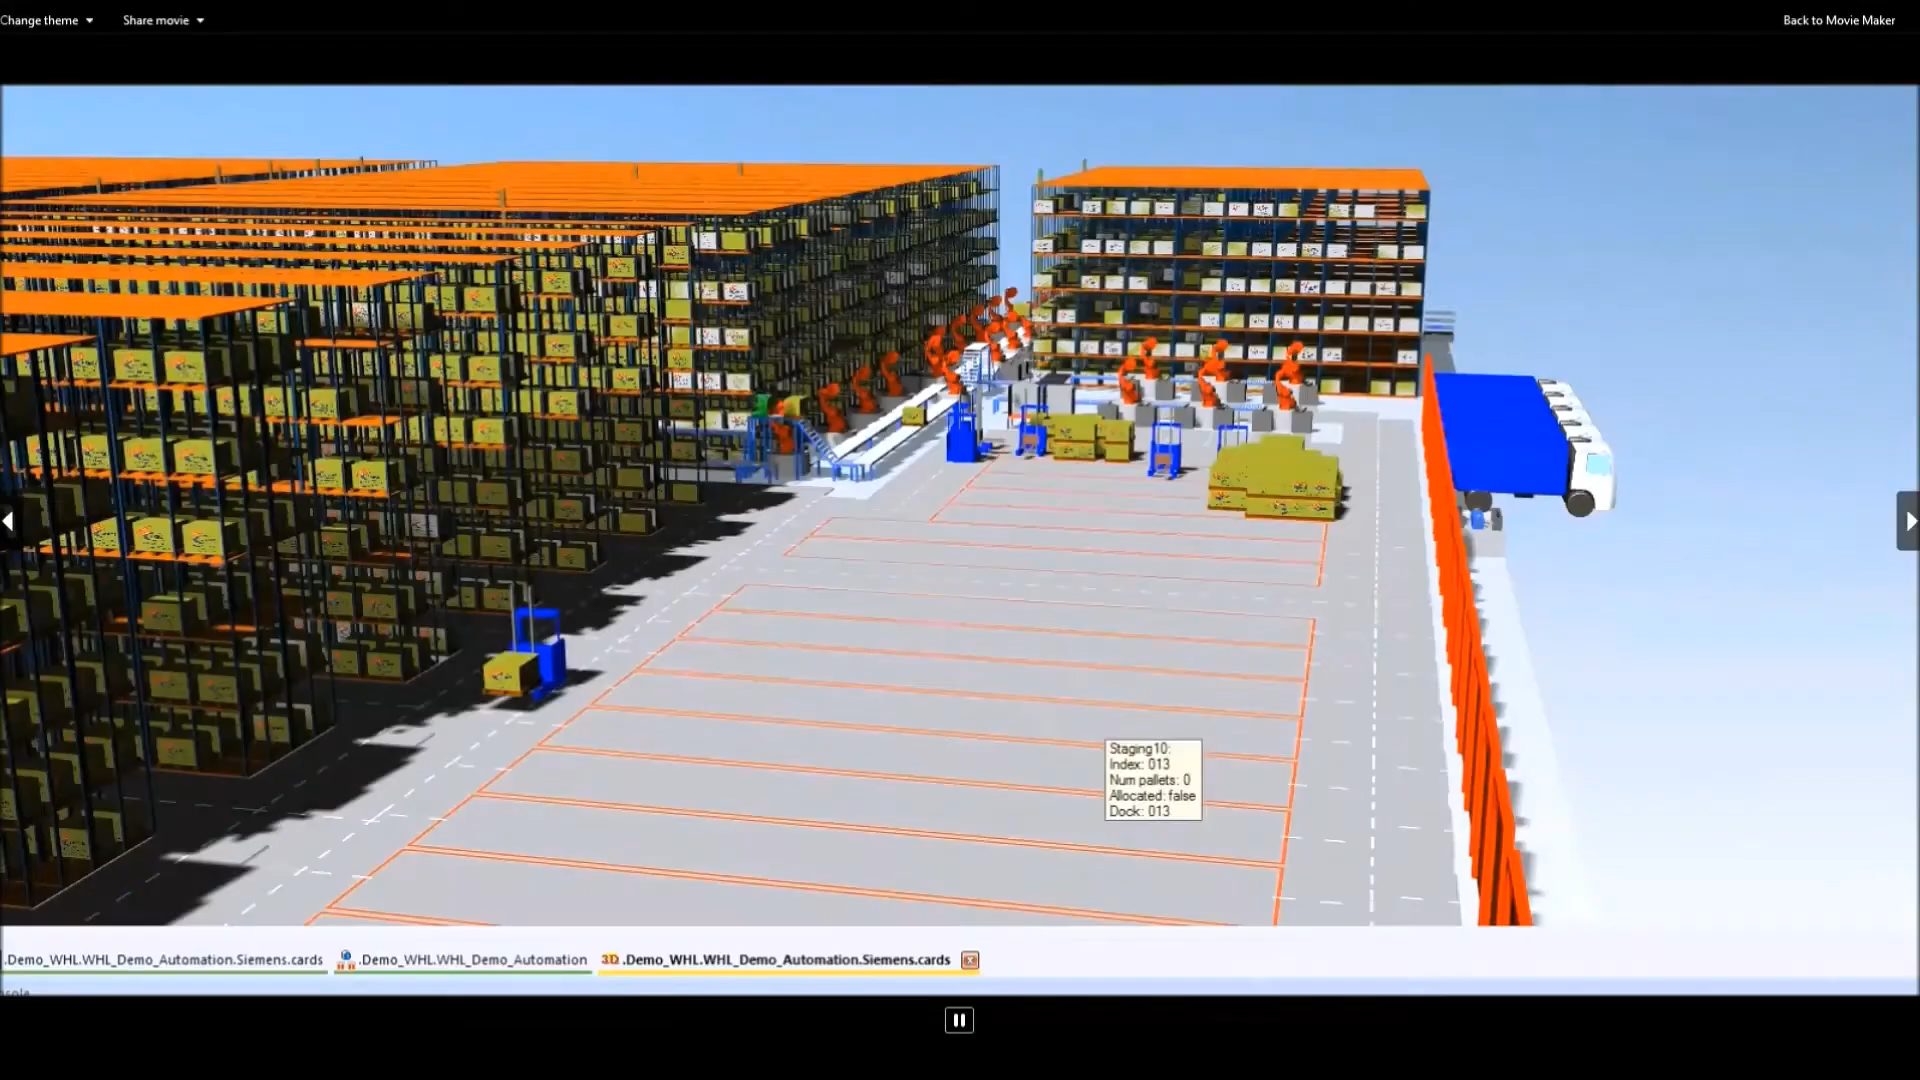 Change theme
Share movie
Back to Movie Maker
Staging10:
Index: 013
Num pallets: 0
Allocated: false
Dock: 013
.Demo_WHL.WHL_Demo_Automation.Siemens.cards
.Demo_WHL.WHL_Demo_Automation
3D .Demo_WHL.WHL_Demo_Automation.Siemens.cards